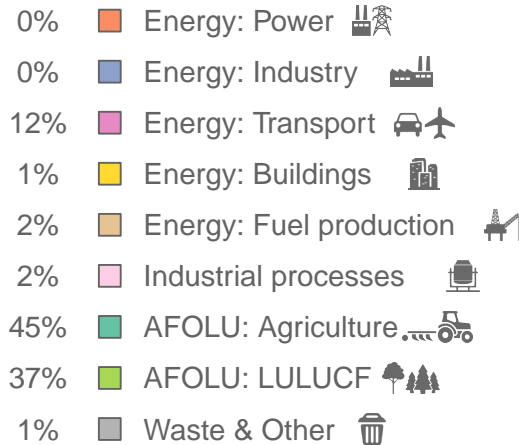 0% Energy: Power
0% Energy: Industry
12% Energy: Transport
1% Energy: Buildings
2% Energy: Fuel production
2% Industrial processes
45% AFOLU: Agriculture
37% AFOLU: LULUCF
1% Waste & Other